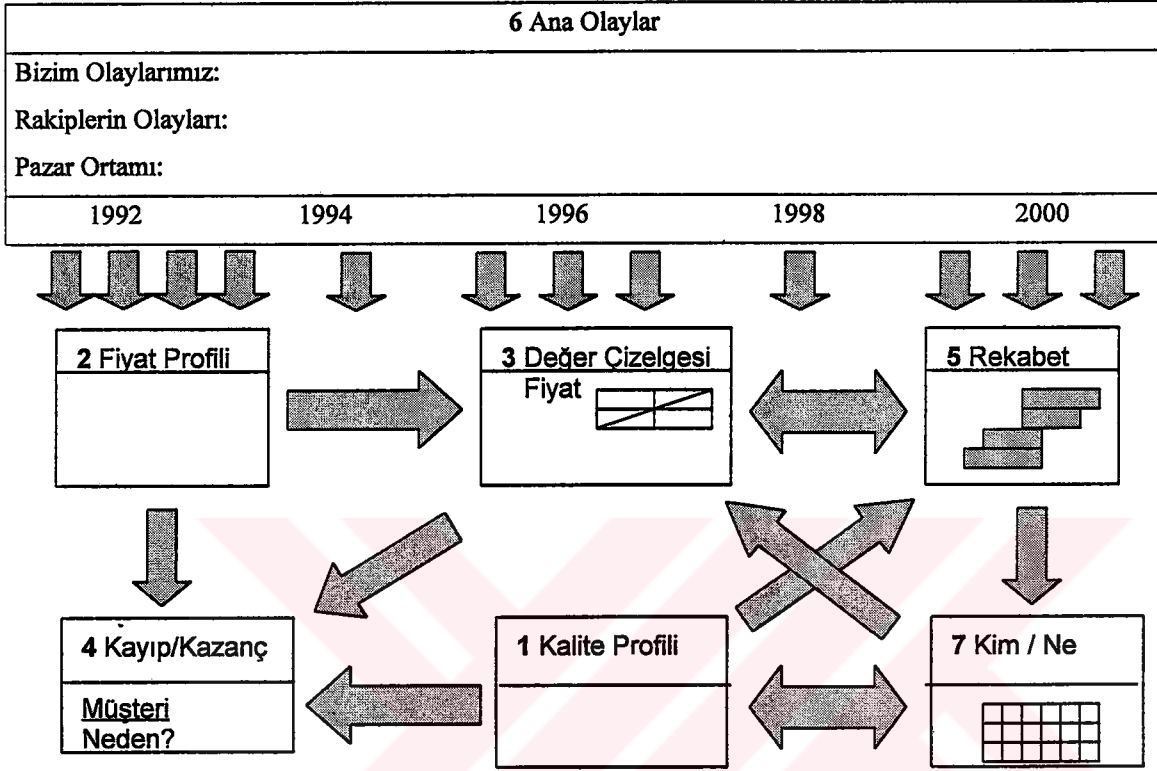 6 Ana Olaylar
Bizim Olaylarımız:
Rakiplerin Olayları:
Pazar Ortamı:
1992 1994 1996 1998 2000
2 Fiyat Profili
3 Değer Çizelgesi
Fiyat
5 Rekabet
4 Kayıp/Kazanç
Müşteri
Neden?
1 Kalite Profili
7 Kim / Ne